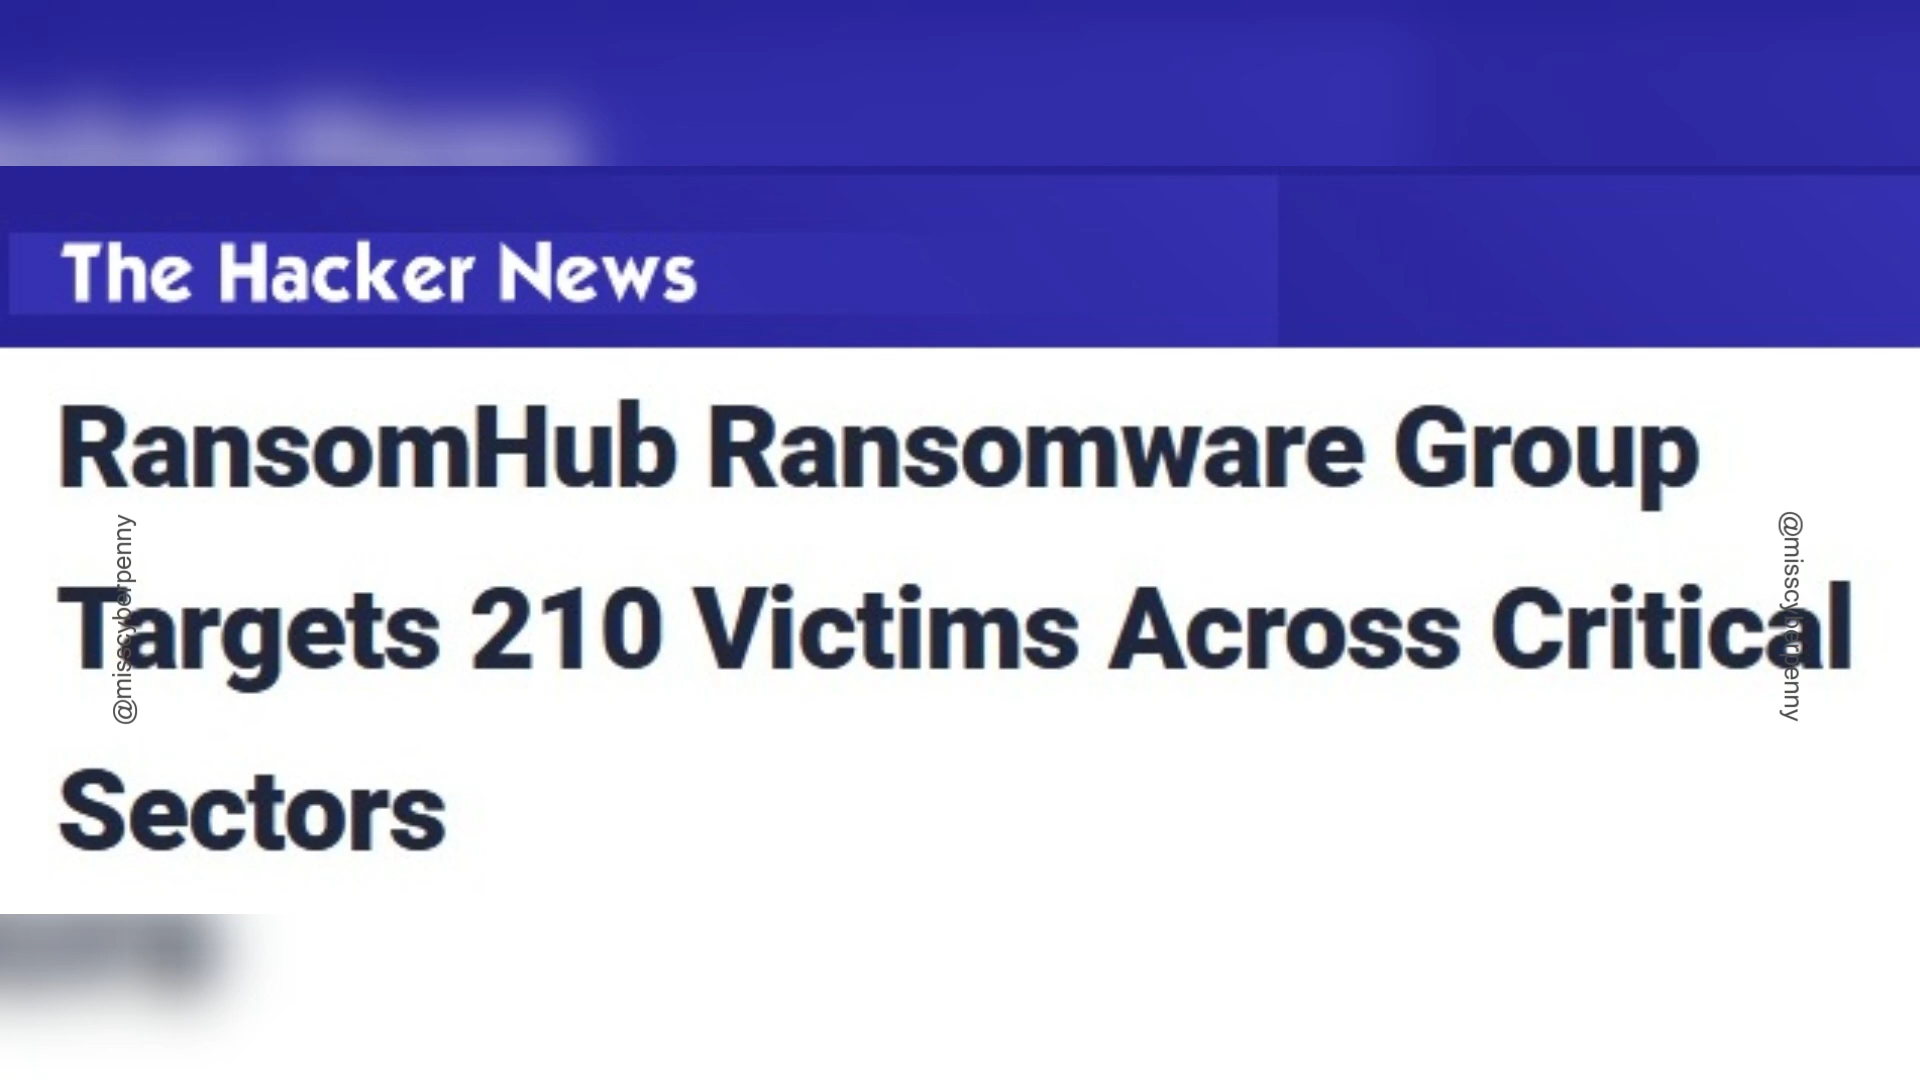 The Hacker News
RansomHub Ransomware Group
Targets 210 Victims Across Critical
Sectors
@misscyberpenny
@misscyberpenny